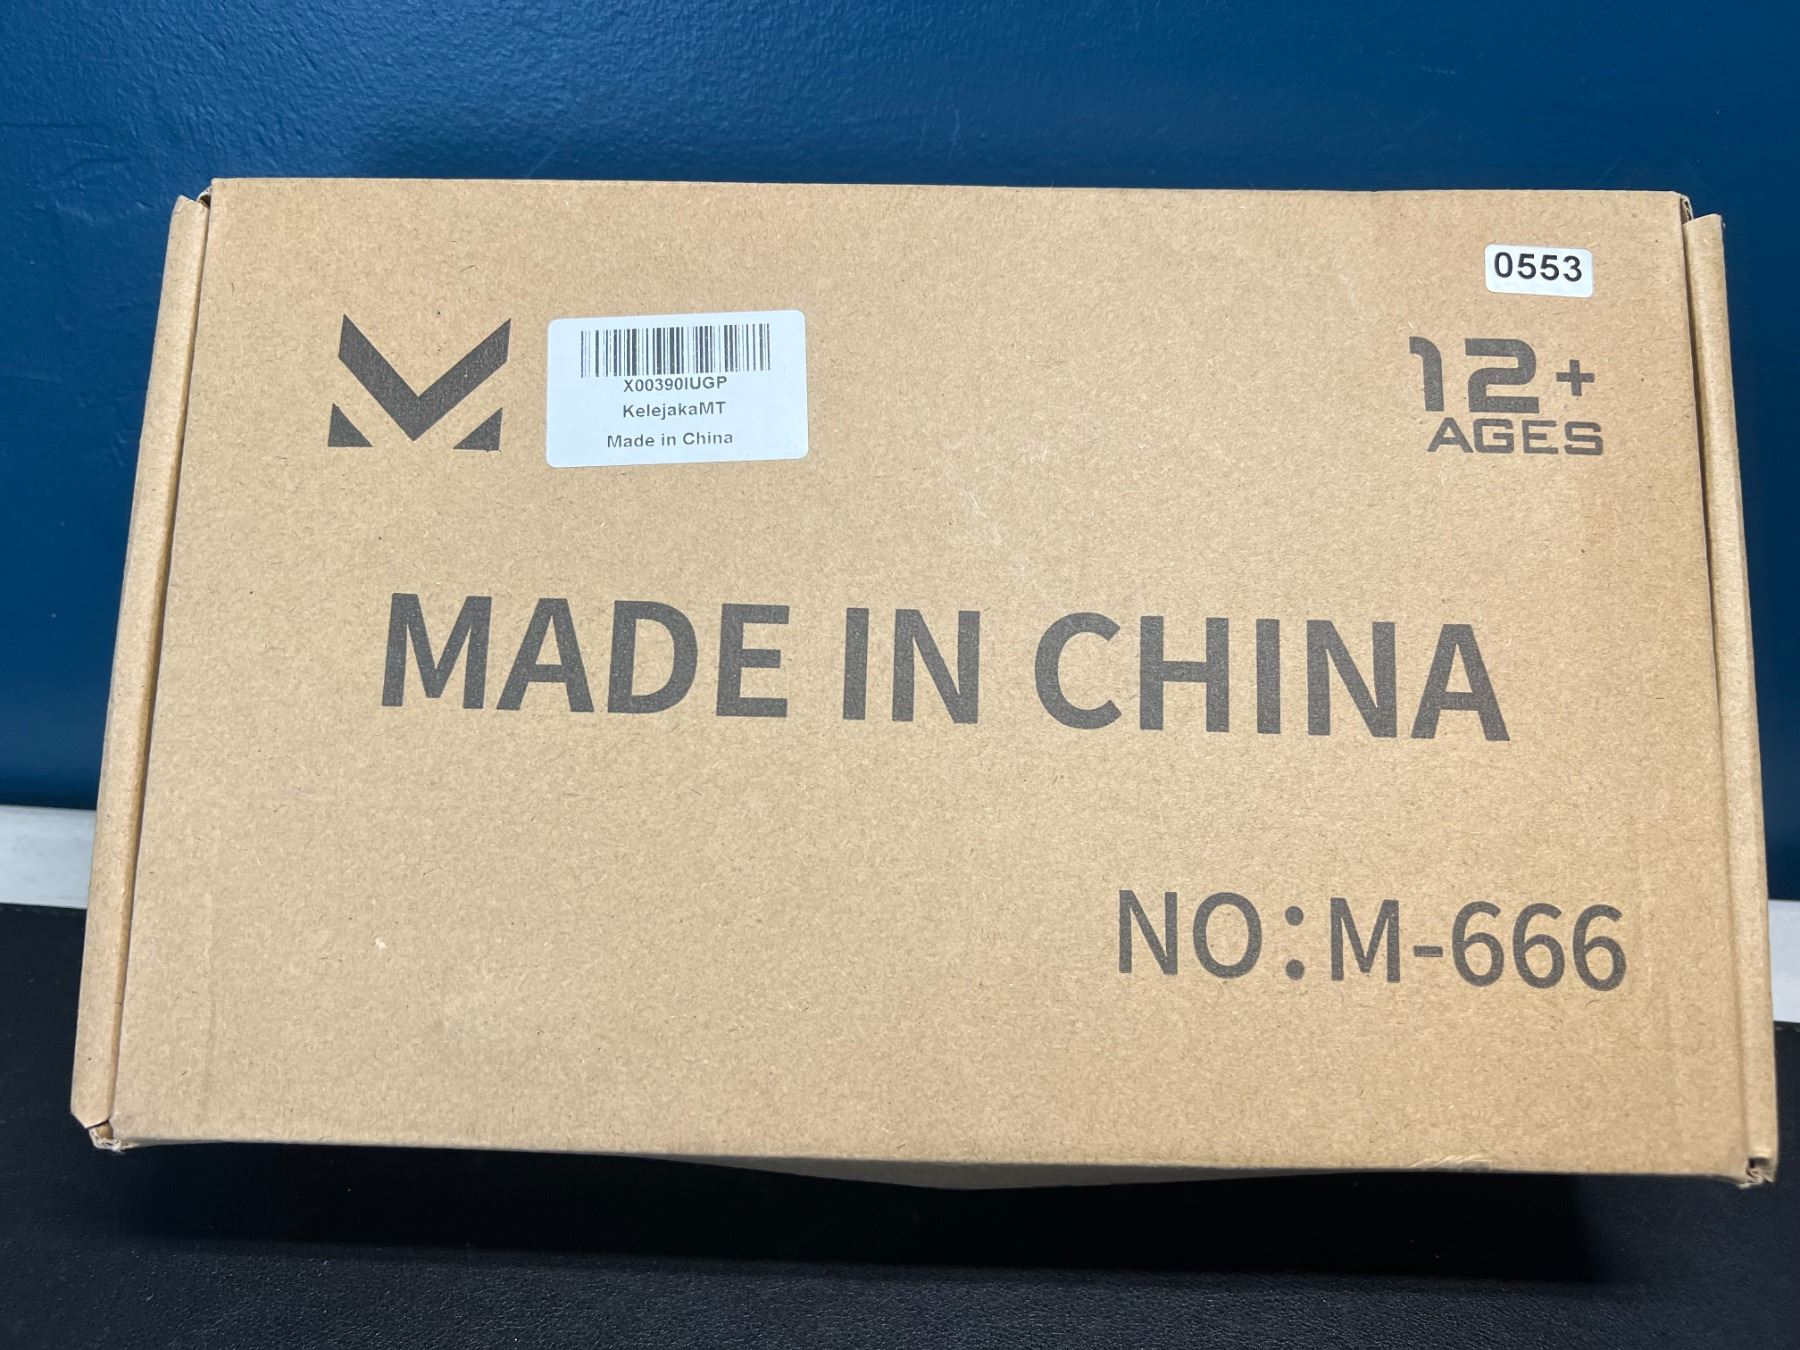 0553
X00390IUGP
KelejakaMT
Made in China
12+
AGES
MADE IN CHINA
NO:M-666